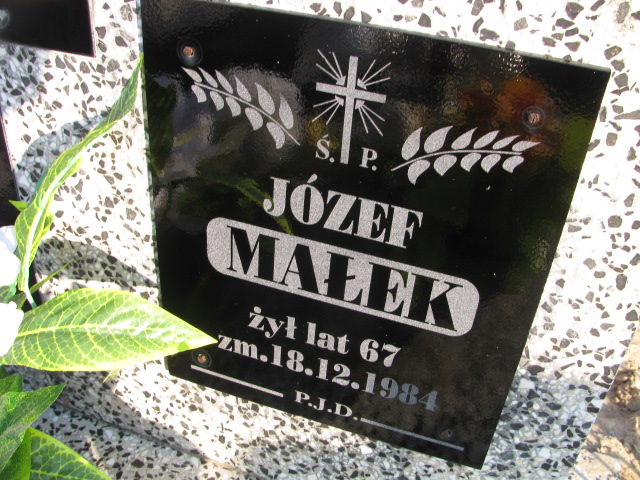 Ś. P.
JÓZEF
MAŁEK
żył lat 67
zm.18.12.1984
P.J.D.